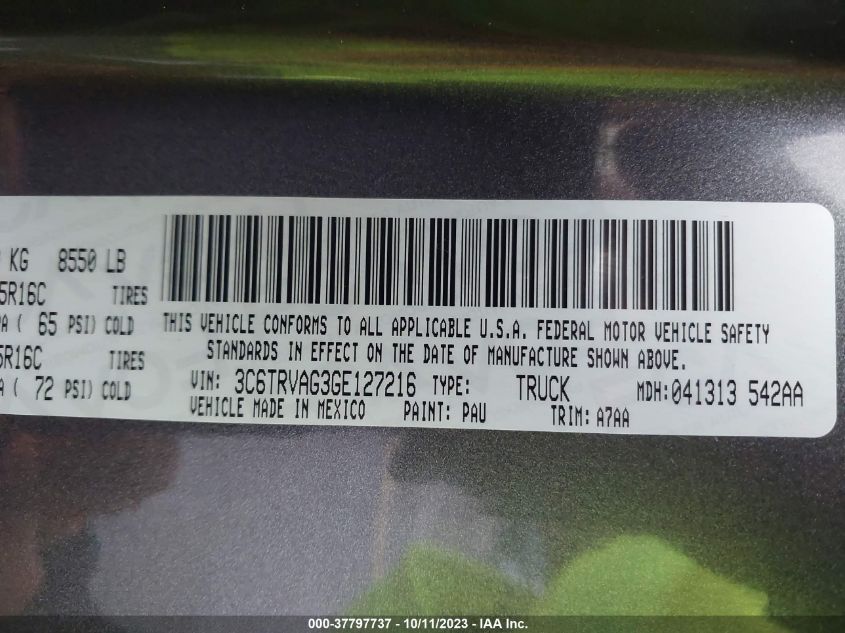 KG 8550 LB
5R16C TIRES
A ( 65 PSI) COLD
5R16C TIRES
A ( 72 PSI) COLD
THIS VEHICLE CONFORMS TO ALL APPLICABLE U.S.A. FEDERAL MOTOR VEHICLE SAFETY
STANDARDS IN EFFECT ON THE DATE OF MANUFACTURE SHOWN ABOVE.
VIN: 3C6TRVAG3GE127216 TYPE: TRUCK MDH:041313 542AA
VEHICLE MADE IN MEXICO PAINT: PAU TRIM: A7AA
000-37797737 - 10/11/2023 - IAA Inc.